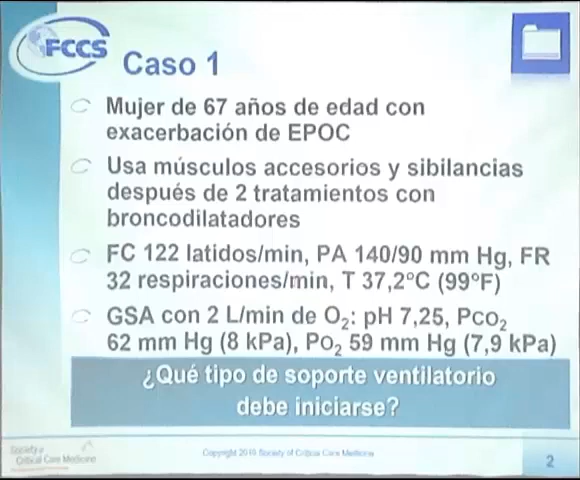 FCCS
Caso 1
Mujer de 67 años de edad con
exacerbación de EPOC
Usa músculos accesorios y sibilancias
después de 2 tratamientos con
broncodilatadores
FC 122 latidos/min, PA 140/90 mm Hg, FR
32 respiraciones/min, T 37,2°C (99°F)
GSA con 2 L/min de O₂: pH 7,25, PCO₂
62 mm Hg (8 kPa), PO₂ 59 mm Hg (7,9 kPa)
¿Qué tipo de soporte ventilatorio
debe iniciarse?
Society of
Critical Care Medicine
Copyright 2010 Society of Critical Care Medicine
2